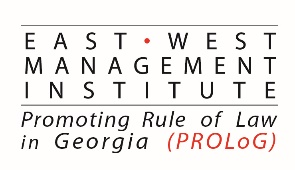 EAST•WEST
MANAGEMENT
INSTITUTE
Promoting Rule of Law
in Georgia (PROLoG)